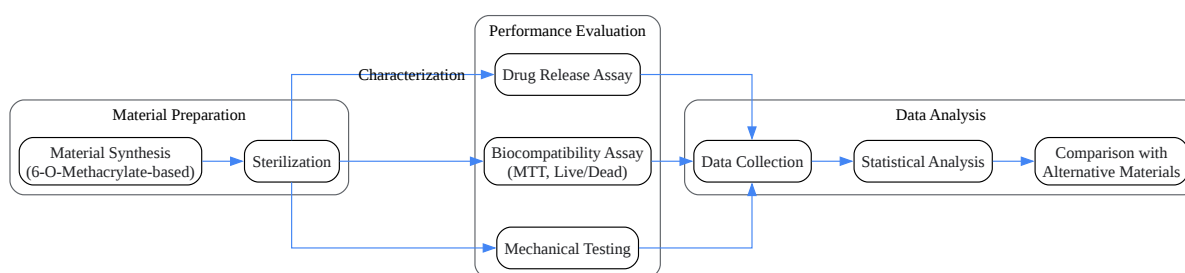 Material Preparation
Material Synthesis
(6-O-Methacrylate-based)
Sterilization
Characterization
Performance Evaluation
Drug Release Assay
Biocompatibility Assay
(MTT, Live/Dead)
Mechanical Testing
Data Analysis
Data Collection
Statistical Analysis
Comparison with
Alternative Materials